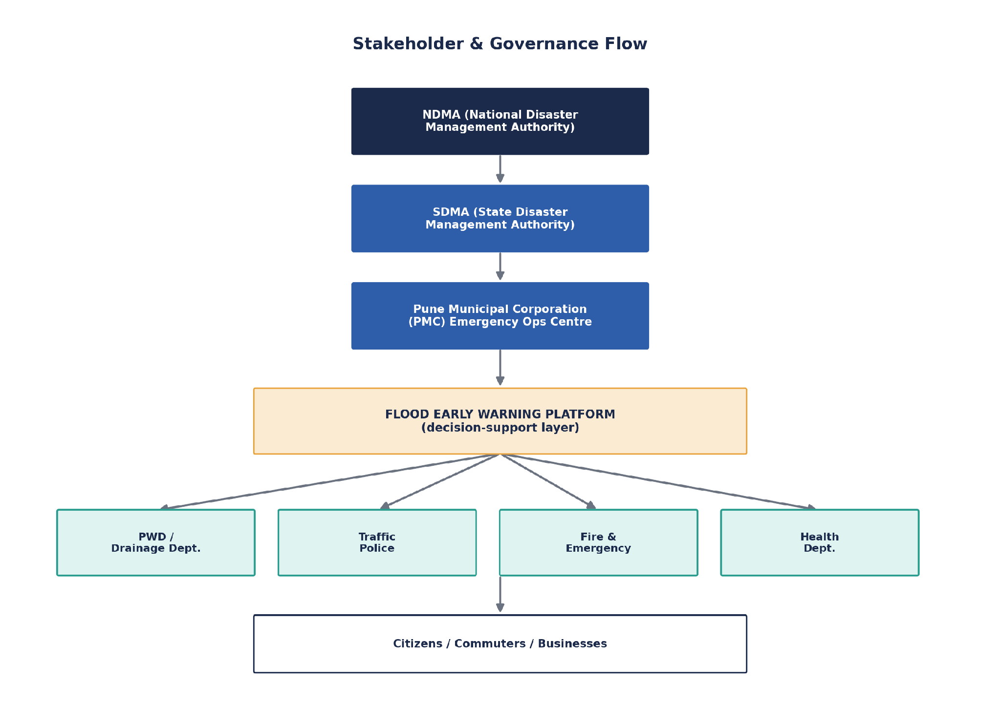 Stakeholder & Governance Flow
NDMA (National Disaster
Management Authority)
SDMA (State Disaster
Management Authority)
Pune Municipal Corporation
(PMC) Emergency Ops Centre
FLOOD EARLY WARNING PLATFORM
(decision-support layer)
PWD /
Drainage Dept.
Traffic
Police
Fire &
Emergency
Health
Dept.
Citizens / Commuters / Businesses